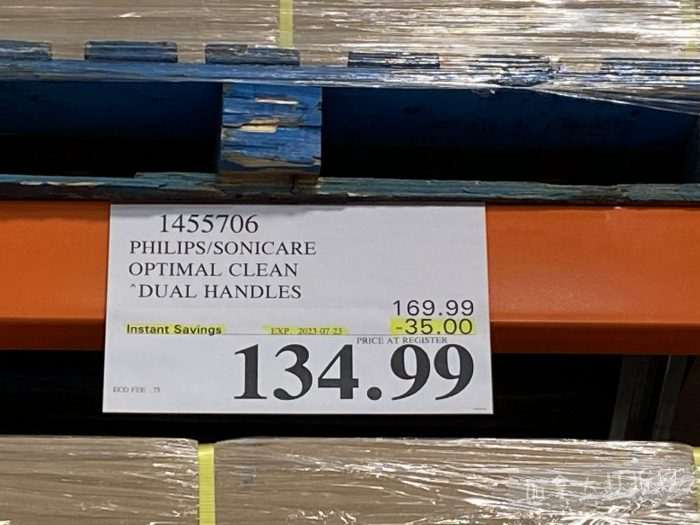 1455706
PHILIPS/SONICARE
OPTIMAL CLEAN
^DUAL HANDLES
169.99
Instant Savings EXP. 2023-07-23 -35.00
PRICE AT REGISTER
134.99
ECO FEE .75